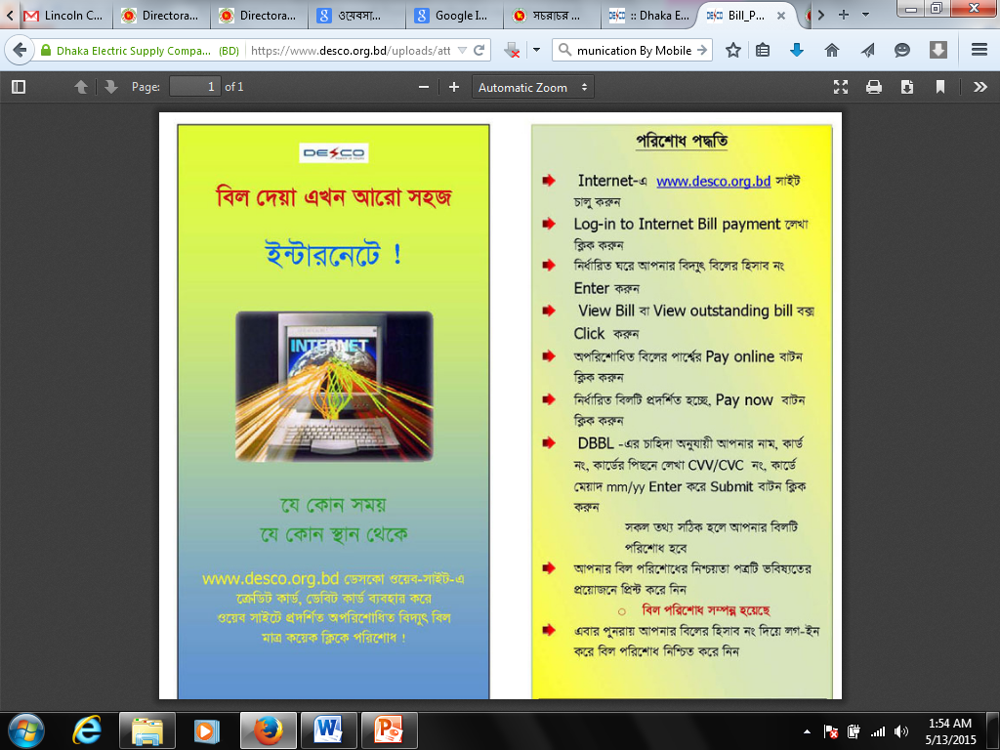 Lincoln C...
Directora...
Directora...
ওয়েবসা...
Google I...
সচরাচর ...
:: Dhaka E...
Bill_P...
Dhaka Electric Supply Compa... (BD)
https://www.desco.org.bd/uploads/att
munication By Mobile
Page: 1 of 1
Automatic Zoom
DESCO
বিল দেয়া এখন আরো সহজ
ইন্টারনেটে !
INTERNET
যে কোন সময়
যে কোন স্থান থেকে
www.desco.org.bd ডেসকো ওয়েব-সাইট-এ
ক্রেডিট কার্ড, ডেবিট কার্ড ব্যবহার করে
ওয়েব সাইটে প্রদর্শিত অপরিশোধিত বিদ্যুৎ বিল
মাত্র কয়েক ক্লিকে পরিশোধ !
পরিশোধ পদ্ধতি
Internet-এ www.desco.org.bd সাইট
চালু করুন
Log-in to Internet Bill payment লেখা
ক্লিক করুন
নির্ধারিত ঘরে আপনার বিদ্যুৎ বিলের হিসাব নং
Enter করুন
View Bill বা View outstanding bill বক্স
Click করুন
অপরিশোধিত বিলের পার্শ্বের Pay online বাটন
ক্লিক করুন
নির্ধারিত বিলটি প্রদর্শিত হচ্ছে, Pay now বাটন
ক্লিক করুন
DBBL -এর চাহিদা অনুযায়ী আপনার নাম, কার্ড
নং, কার্ডের পিছনে লেখা CVV/CVC নং, কার্ডে
মেয়াদ mm/yy Enter করে Submit বাটন ক্লিক
করুন
সকল তথ্য সঠিক হলে আপনার বিলটি
পরিশোধ হবে
আপনার বিল পরিশোধের নিশ্চয়তা পত্রটি ভবিষ্যতের
প্রয়োজনে প্রিন্ট করে নিন
বিল পরিশোধ সম্পন্ন হয়েছে
এবার পুনরায় আপনার বিলের হিসাব নং দিয়ে লগ-ইন
করে বিল পরিশোধ নিশ্চিত করে নিন
1:54 AM
5/13/2015